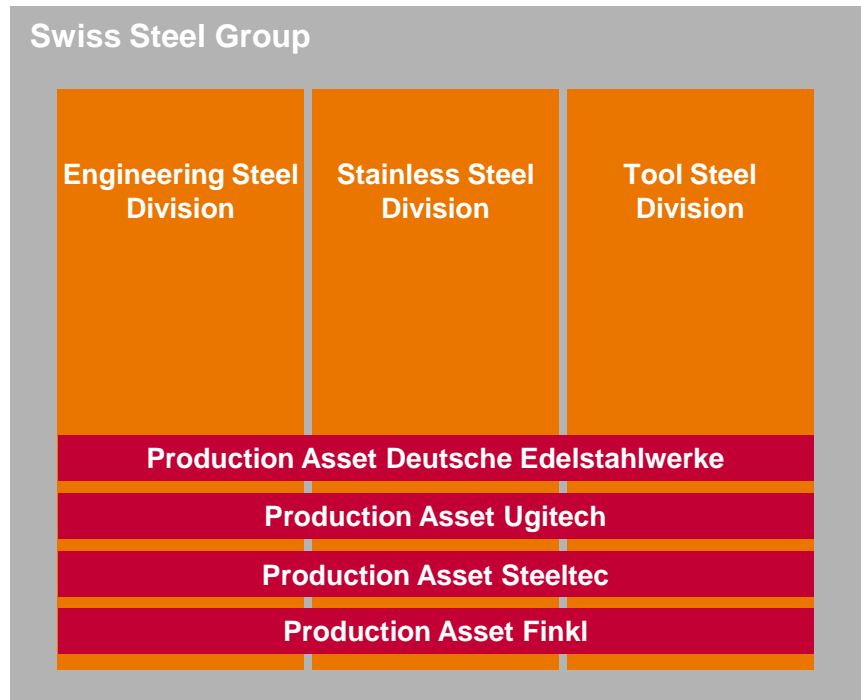 Swiss Steel Group
Engineering Steel
Division
Stainless Steel
Division
Tool Steel
Division
Production Asset Deutsche Edelstahlwerke
Production Asset Ugitech
Production Asset Steeltec
Production Asset Finkl